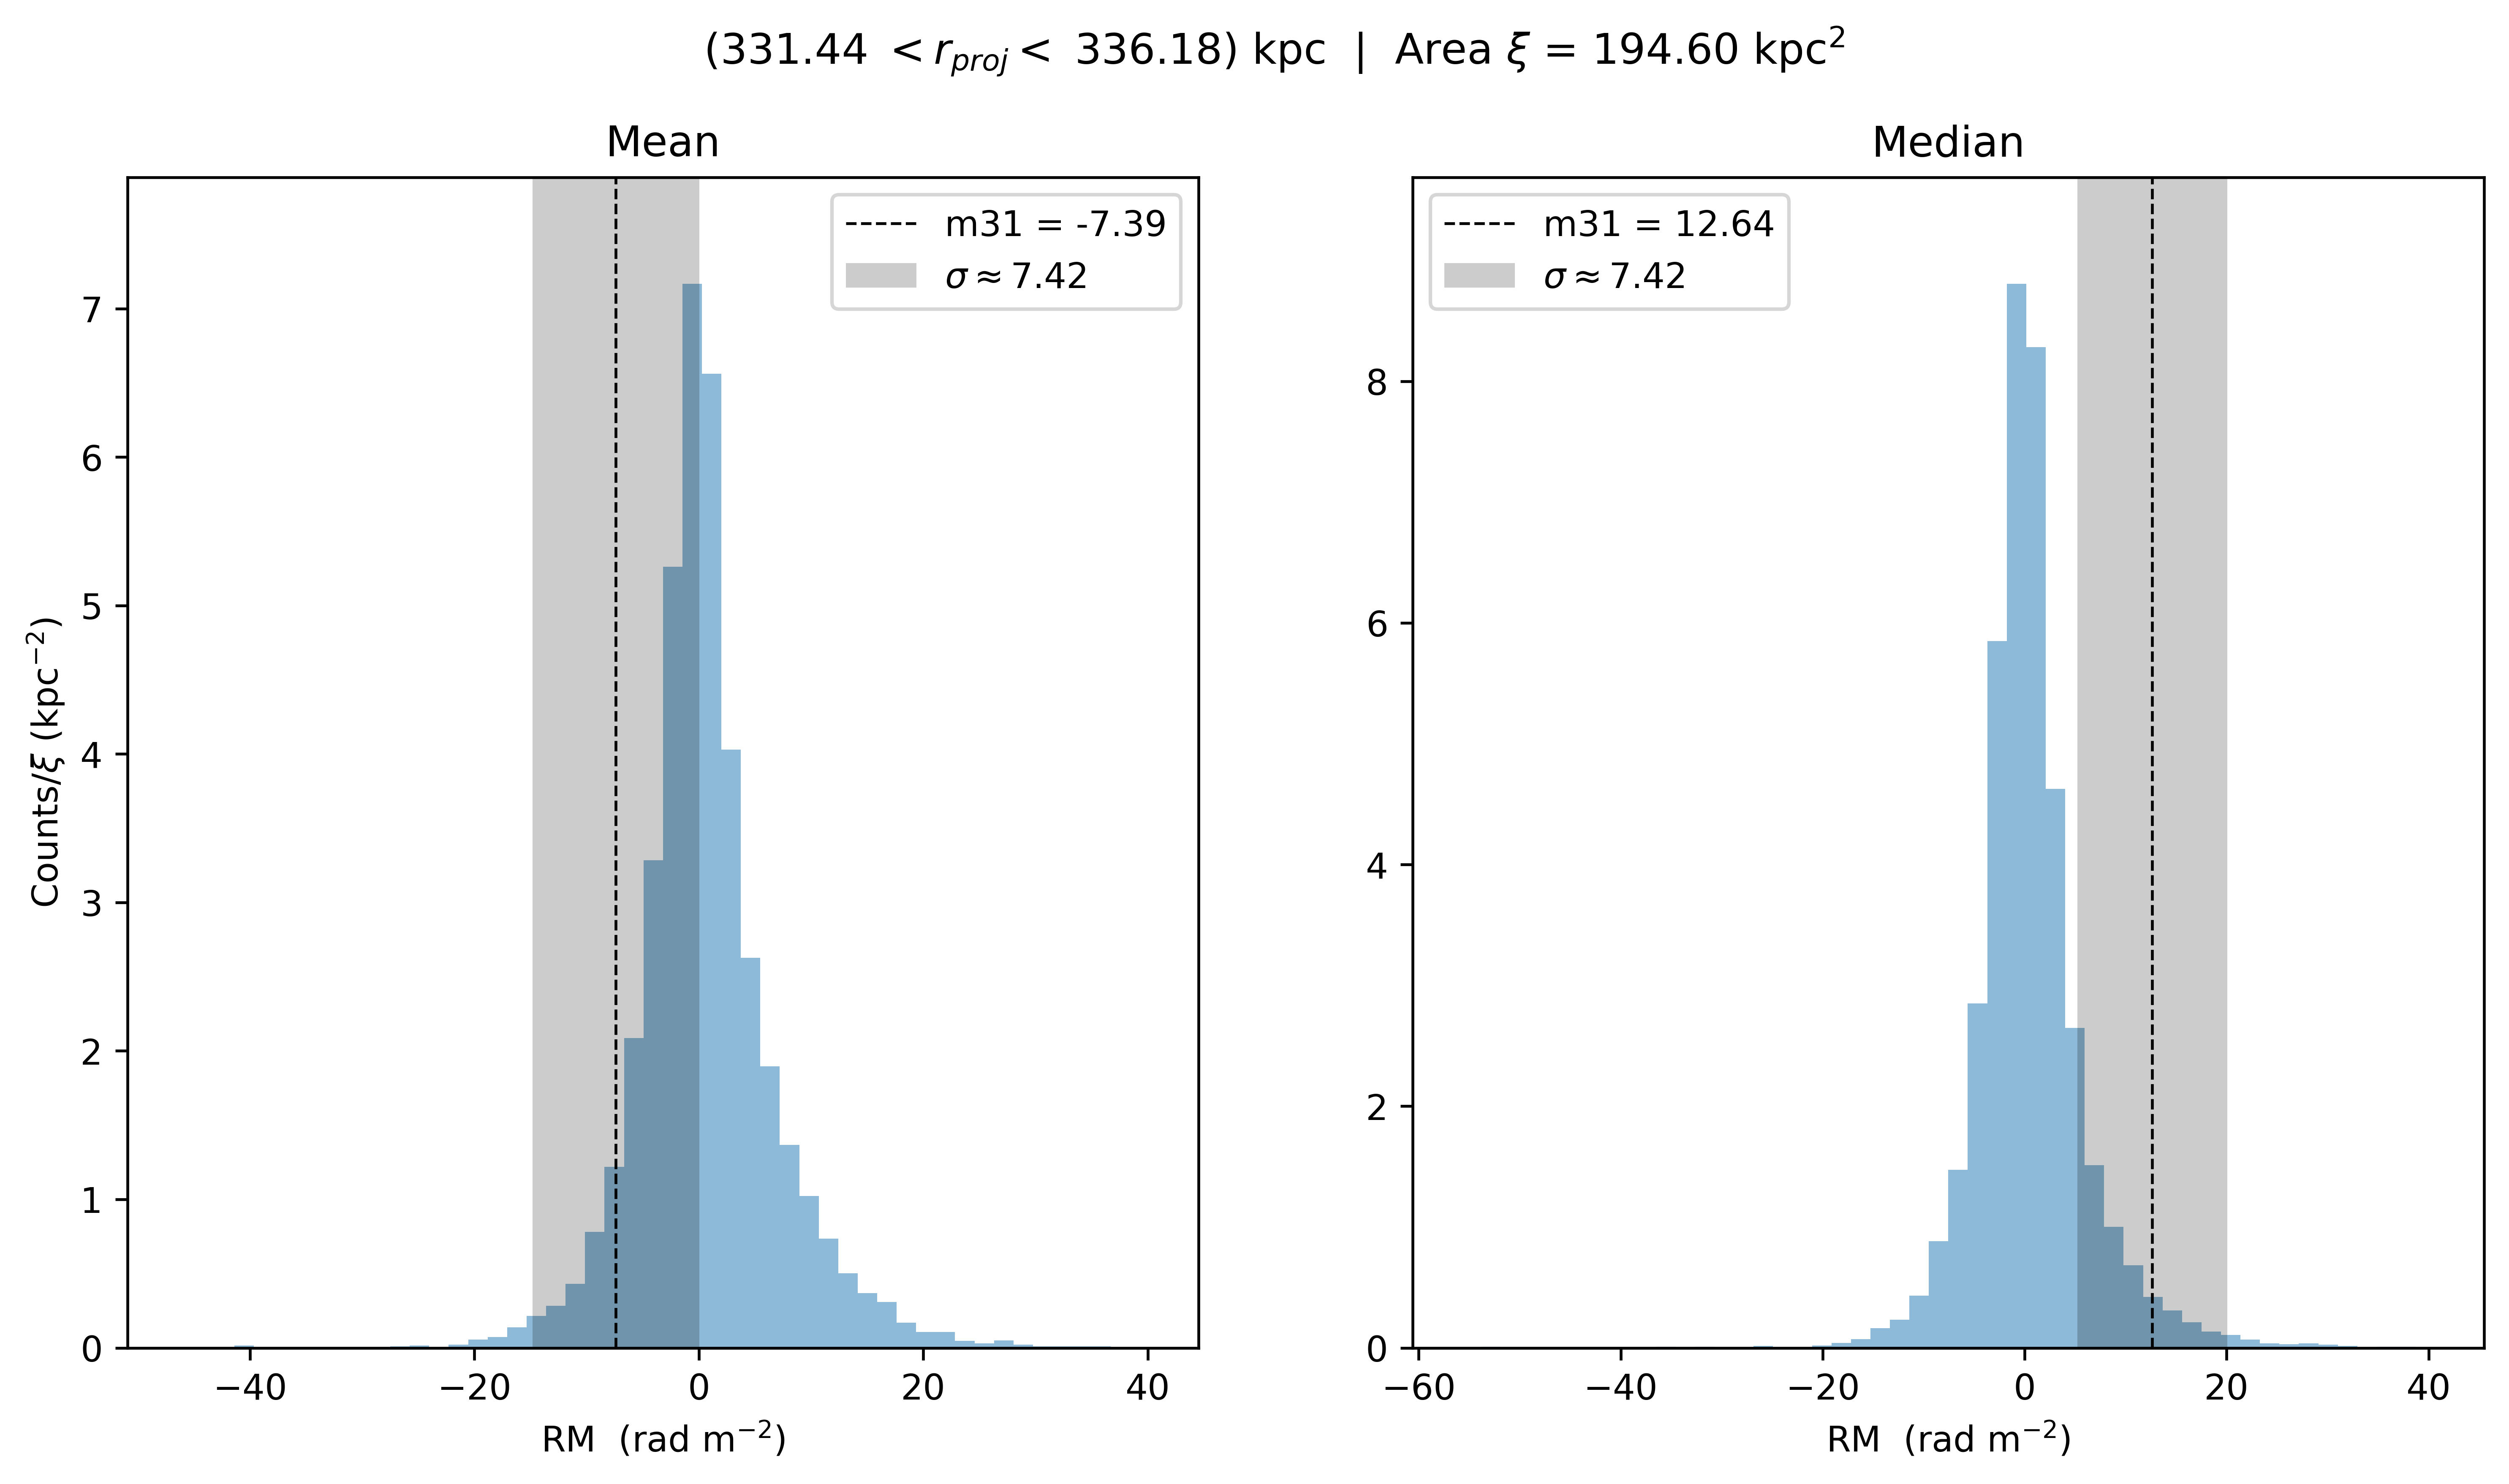 (331.44 < r_proj < 336.18) kpc | Area ξ = 194.60 kpc²
Mean
m31 = -7.39
σ ≈ 7.42
7
6
5
4
3
2
1
0
Counts/ξ (kpc⁻²)
−40 −20 0 20 40
RM (rad m⁻²)
Median
m31 = 12.64
σ ≈ 7.42
8
6
4
2
0
−60 −40 −20 0 20 40
RM (rad m⁻²)